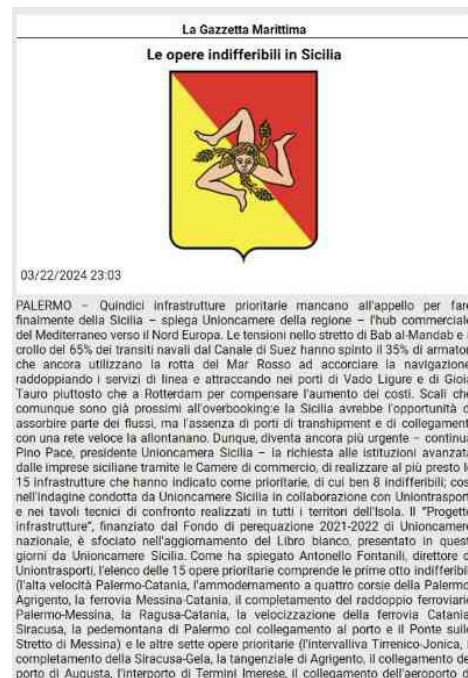 La Gazzetta Marittima
Le opere indifferibili in Sicilia
03/22/2024 23:03
PALERMO – Quindici infrastrutture prioritarie mancano all'appello per fare
finalmente della Sicilia – spiega Unioncamere della regione – l'hub commerciale
del Mediterraneo verso il Nord Europa. Le tensioni nello stretto di Bab al-Mandab e i
crollo del 65% dei transiti navali dal Canale di Suez hanno spinto il 35% di armator
che ancora utilizzano la rotta del Mar Rosso ad accorciare la navigazione
raddoppiando i servizi di linea e attraccando nei porti di Vado Ligure e di Gioia
Tauro piuttosto che a Rotterdam per compensare l'aumento dei costi. Scali che
comunque sono già prossimi all'overbooking:e la Sicilia avrebbe l'opportunità d
assorbire parte dei flussi, ma l'assenza di porti di transhipment e di collegament
con una rete veloce la allontanano. Dunque, diventa ancora più urgente – continua
Pino Pace, presidente Unioncamera Sicilia – la richiesta alle istituzioni avanzata
dalle imprese siciliane tramite le Camere di commercio, di realizzare al più presto le
15 infrastrutture che hanno indicato come prioritarie, di cui ben 8 indifferibili; cos
nell'indagine condotta da Unioncamere Sicilia in collaborazione con Uniontrasport
e nei tavoli tecnici di confronto realizzati in tutti i territori dell'Isola. Il "Progetto
infrastrutture", finanziato dal Fondo di perequazione 2021-2022 di Unioncamere
nazionale, è sfociato nell'aggiornamento del Libro bianco, presentato in quest
giorni da Unioncamere Sicilia. Come ha spiegato Antonello Fontanili, direttore d
Uniontrasporti, l'elenco delle 15 opere prioritarie comprende le prime otto indifferibil
(l'alta velocità Palermo-Catania, l'ammodernamento a quattro corsie della Palermo
Agrigento, la ferrovia Messina-Catania, il completamento del raddoppio ferroviario
Palermo-Messina, la Ragusa-Catania, la velocizzazione della ferrovia Catania
Siracusa, la pedemontana di Palermo col collegamento al porto e il Ponte sullo
Stretto di Messina) e le altre sette opere prioritarie (l'intervalliva Tirrenico-Jonica, i
completamento della Siracusa-Gela, la tangenziale di Agrigento, il collegamento de
porto di Augusta, l'interporto di Termini Imerese, il collegamento dell'aeroporto d